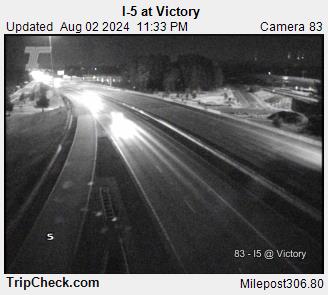 I-5 at Victory
Updated Aug 02 2024 11:33 PM Camera 83
S
83 - I5 @ Victory
TripCheck.com Milepost306.80